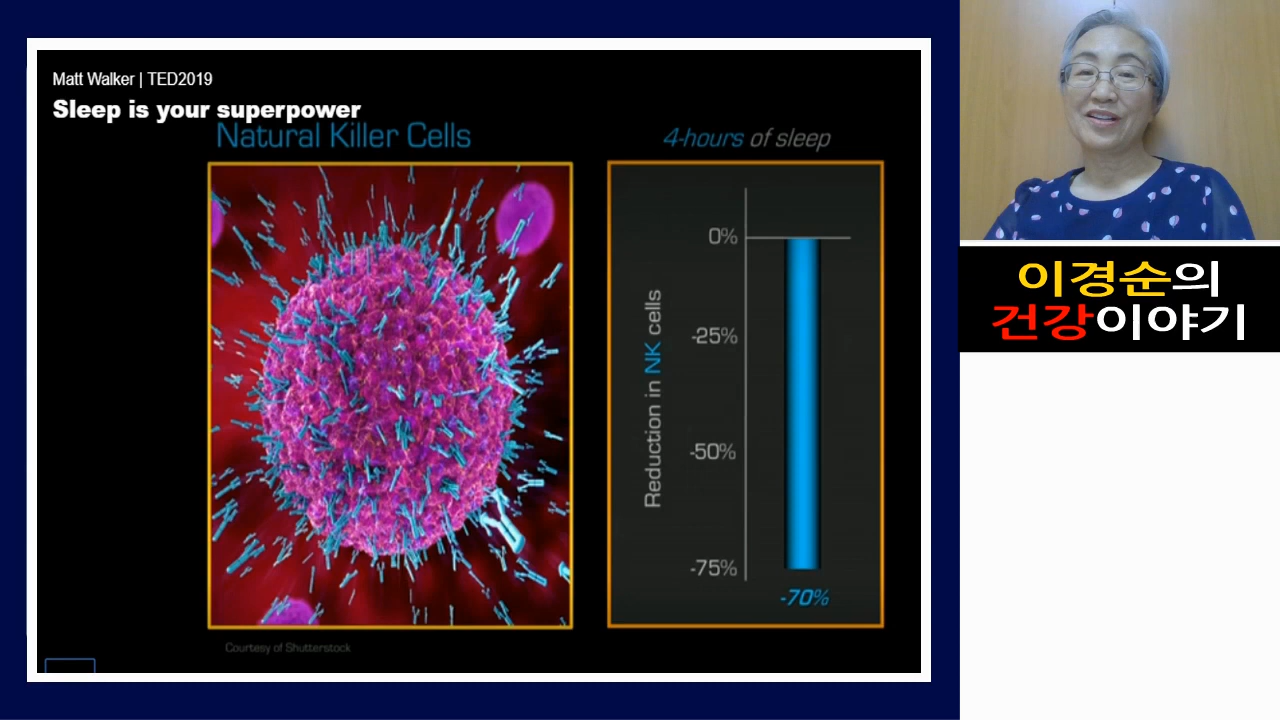 Matt Walker | TED2019
Sleep is your superpower
Natural Killer Cells
4-hours of sleep
0%
-25%
-50%
-75%
Reduction in NK cells
-70%
Courtesy of Shutterstock
이경순의
건강이야기